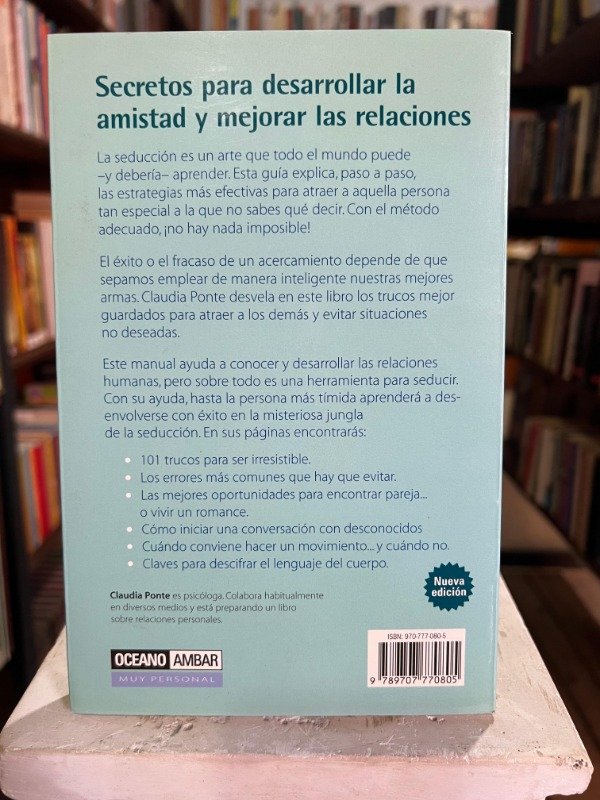 Secretos para desarrollar la
amistad y mejorar las relaciones
La seducción es un arte que todo el mundo puede
–y debería– aprender. Esta guía explica, paso a paso,
las estrategias más efectivas para atraer a aquella persona
tan especial a la que no sabes qué decir. Con el método
adecuado, ¡no hay nada imposible!
El éxito o el fracaso de un acercamiento depende de que
sepamos emplear de manera inteligente nuestras mejores
armas. Claudia Ponte desvela en este libro los trucos mejor
guardados para atraer a los demás y evitar situaciones
no deseadas.
Este manual ayuda a conocer y desarrollar las relaciones
humanas, pero sobre todo es una herramienta para seducir.
Con su ayuda, hasta la persona más tímida aprenderá a des-
envolverse con éxito en la misteriosa jungla
de la seducción. En sus páginas encontrarás:
• 101 trucos para ser irresistible.
• Los errores más comunes que hay que evitar.
• Las mejores oportunidades para encontrar pareja...
o vivir un romance.
• Cómo iniciar una conversación con desconocidos
• Cuándo conviene hacer un movimiento... y cuándo no.
• Claves para descifrar el lenguaje del cuerpo.
Nueva
edición
Claudia Ponte es psicóloga. Colabora habitualmente
en diversos medios y está preparando un libro
sobre relaciones personales.
OCEANO AMBAR
MUY PERSONAL
ISBN: 970-777-080-5
9 789707 770805